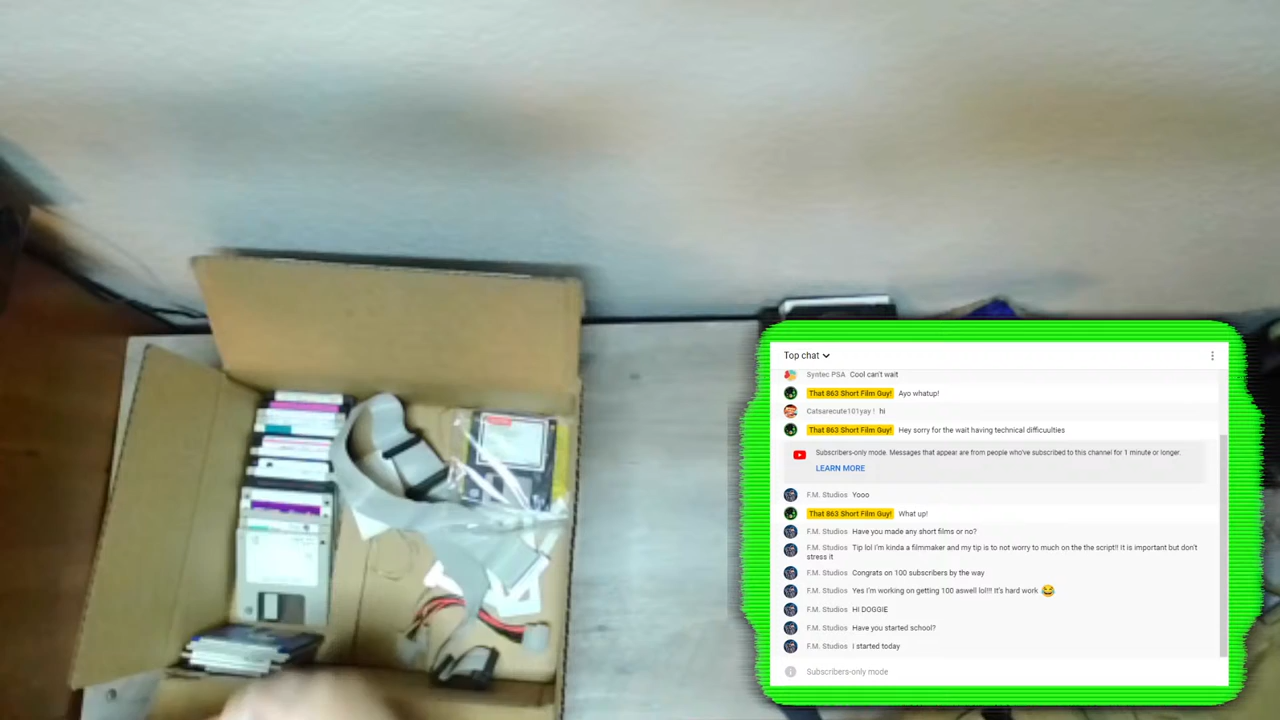 Top chat
Syntec PSA Cool can't wait
That 863 Short Film Guy! Ayo whatup!
Catsarecute101yay ! hi
That 863 Short Film Guy! Hey sorry for the wait having technical difficuulties
Subscribers-only mode. Messages that appear are from people who've subscribed to this channel for 1 minute or longer.
LEARN MORE
F.M. Studios Yooo
That 863 Short Film Guy! What up!
F.M. Studios Have you made any short films or no?
F.M. Studios Tip lol I'm kinda a filmmaker and my tip is to not worry to much on the the script!! It is important but don't
stress it
F.M. Studios Congrats on 100 subscribers by the way
F.M. Studios Yes I'm working on getting 100 aswell lol!!! It's hard work 😂
F.M. Studios HI DOGGIE
F.M. Studios Have you started school?
F.M. Studios I started today
Subscribers-only mode